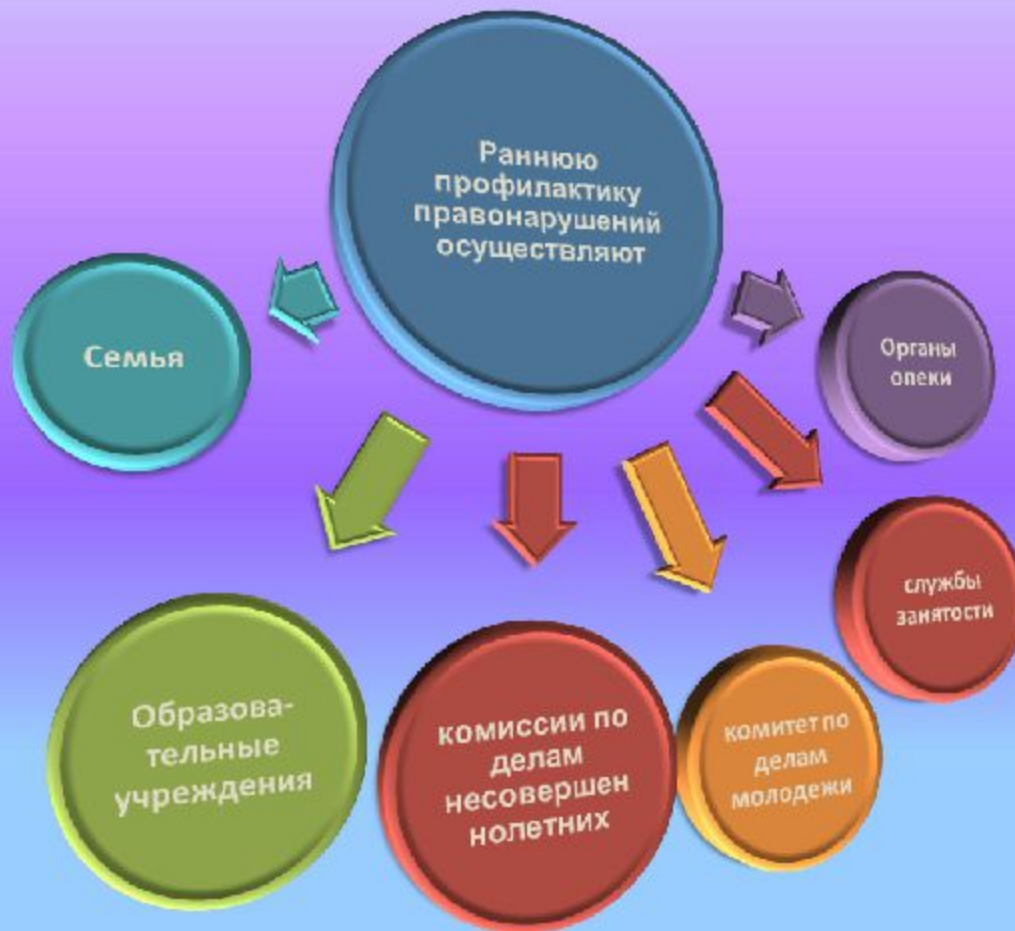 Раннюю
профилактику
правонарушений
осуществляют
Семья
Органы
опеки
службы
занятости
Образова-
тельные
учреждения
комиссии по
делам
несовершен
нолетних
комитет по
делам
молодежи